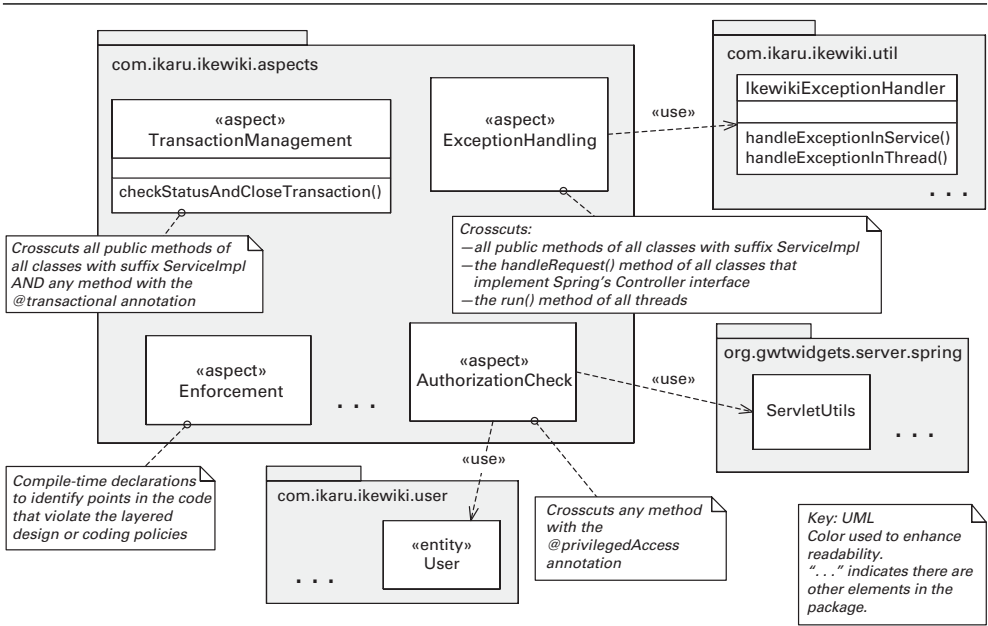 com.ikaru.ikewiki.aspects
«aspect»
TransactionManagement
checkStatusAndCloseTransaction()
«aspect»
ExceptionHandling
«use»
com.ikaru.ikewiki.util
IkewikiExceptionHandler
handleExceptionInService()
handleExceptionInThread()
. . .
Crosscuts all public methods of
all classes with suffix ServiceImpl
AND any method with the
@transactional annotation
Crosscuts:
—all public methods of all classes with suffix ServiceImpl
—the handleRequest() method of all classes that
implement Spring's Controller interface
—the run() method of all threads
«aspect»
Enforcement
. . .
«aspect»
AuthorizationCheck
«use»
org.gwtwidgets.server.spring
ServletUtils
. . .
«use»
Compile-time declarations
to identify points in the code
that violate the layered
design or coding policies
com.ikaru.ikewiki.user
. . .
«entity»
User
Crosscuts any method
with the
@privilegedAccess
annotation
Key: UML
Color used to enhance
readability.
“. . .” indicates there are
other elements in the
package.